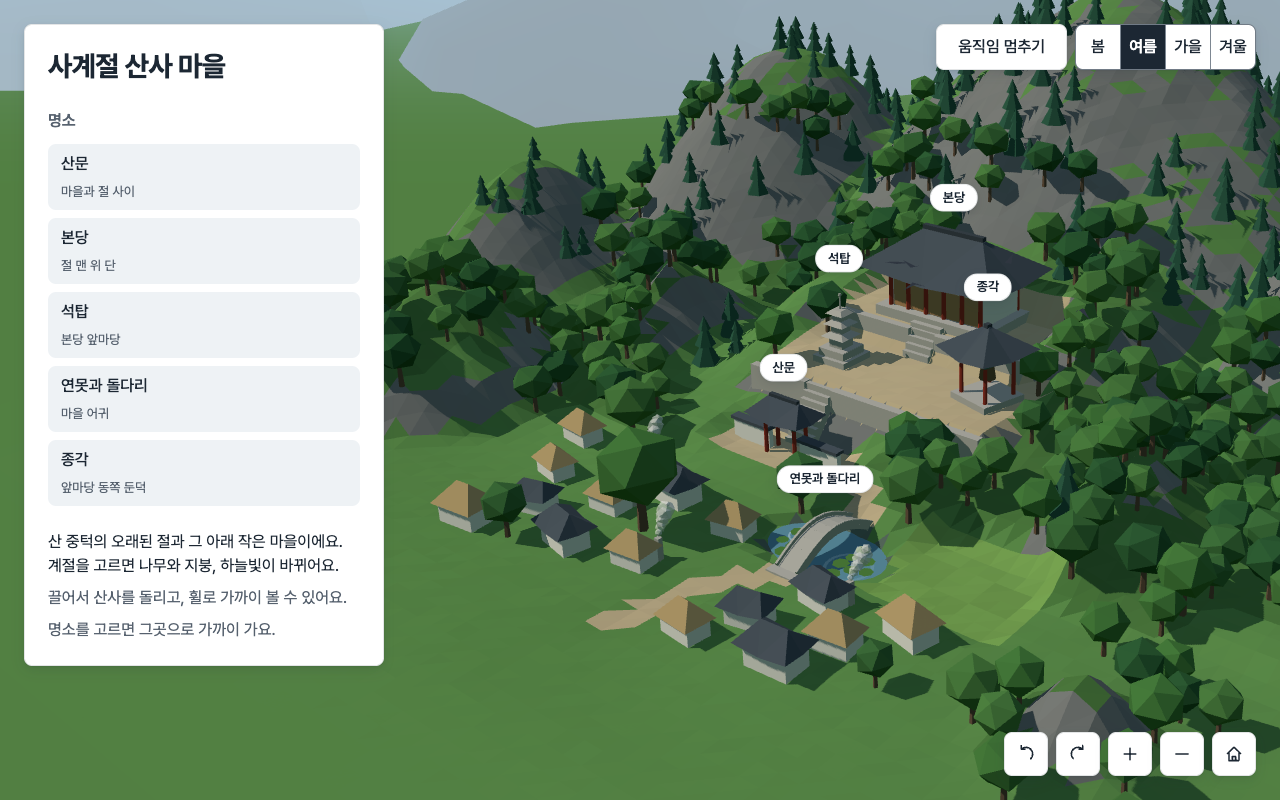 사계절 산사 마을
명소
산문
마을과 절 사이
본당
절 맨 위 단
석탑
본당 앞마당
연못과 돌다리
마을 어귀
종각
앞마당 동쪽 둔덕
산 중턱의 오래된 절과 그 아래 작은 마을이에요.
계절을 고르면 나무와 지붕, 하늘빛이 바뀌어요.
끌어서 산사를 돌리고, 휠로 가까이 볼 수 있어요.
명소를 고르면 그곳으로 가까이 가요.
움직임 멈추기
봄 여름 가을 겨울
본당
석탑
종각
산문
연못과 돌다리